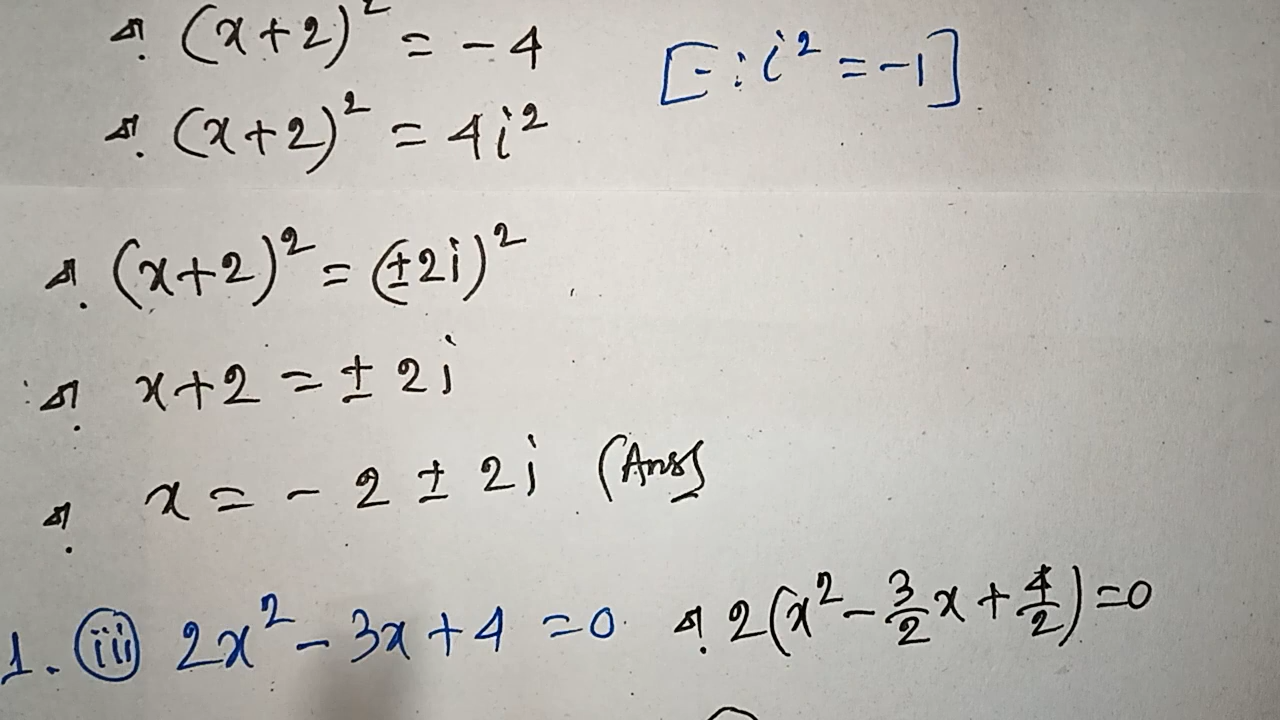 বা, (x+2)² = -4 [∵ i² = -1]
বা, (x+2)² = 4i²
বা, (x+2)² = (±2i)²
বা, x+2 = ± 2i
বা, x = - 2 ± 2i (Ans)
1. (iii) 2x² - 3x + 4 = 0 বা, 2(x² - 3/2 x + 4/2) = 0